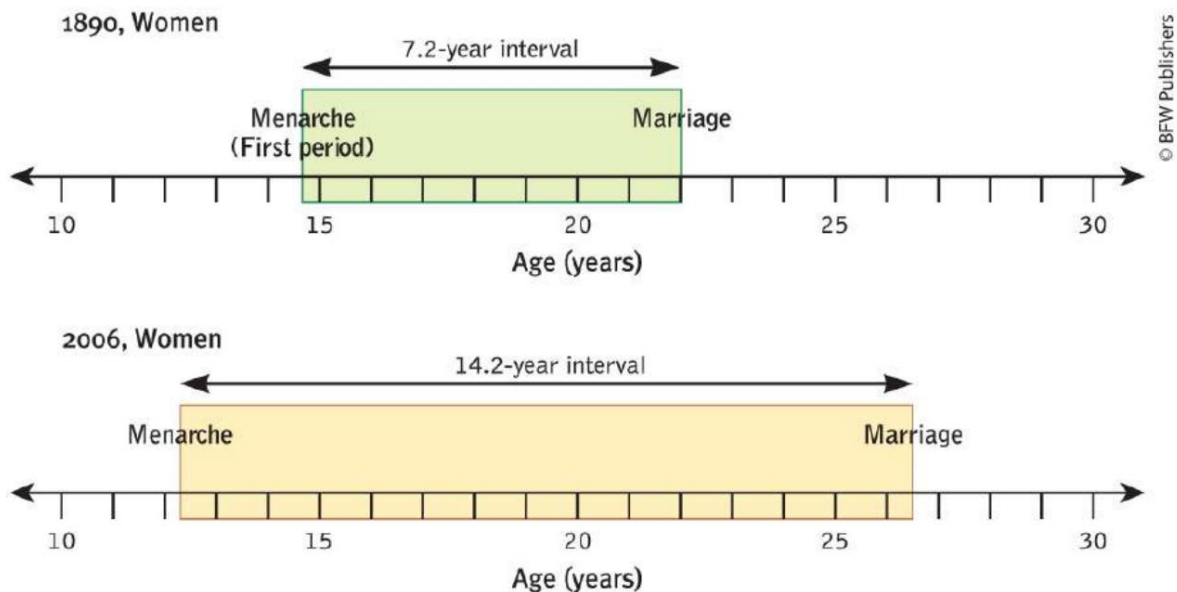 1890, Women
7.2-year interval
Menarche
(First period)
Marriage
10 15 20 25 30
Age (years)
2006, Women
14.2-year interval
Menarche
Marriage
10 15 20 25 30
Age (years)
© BFW Publishers